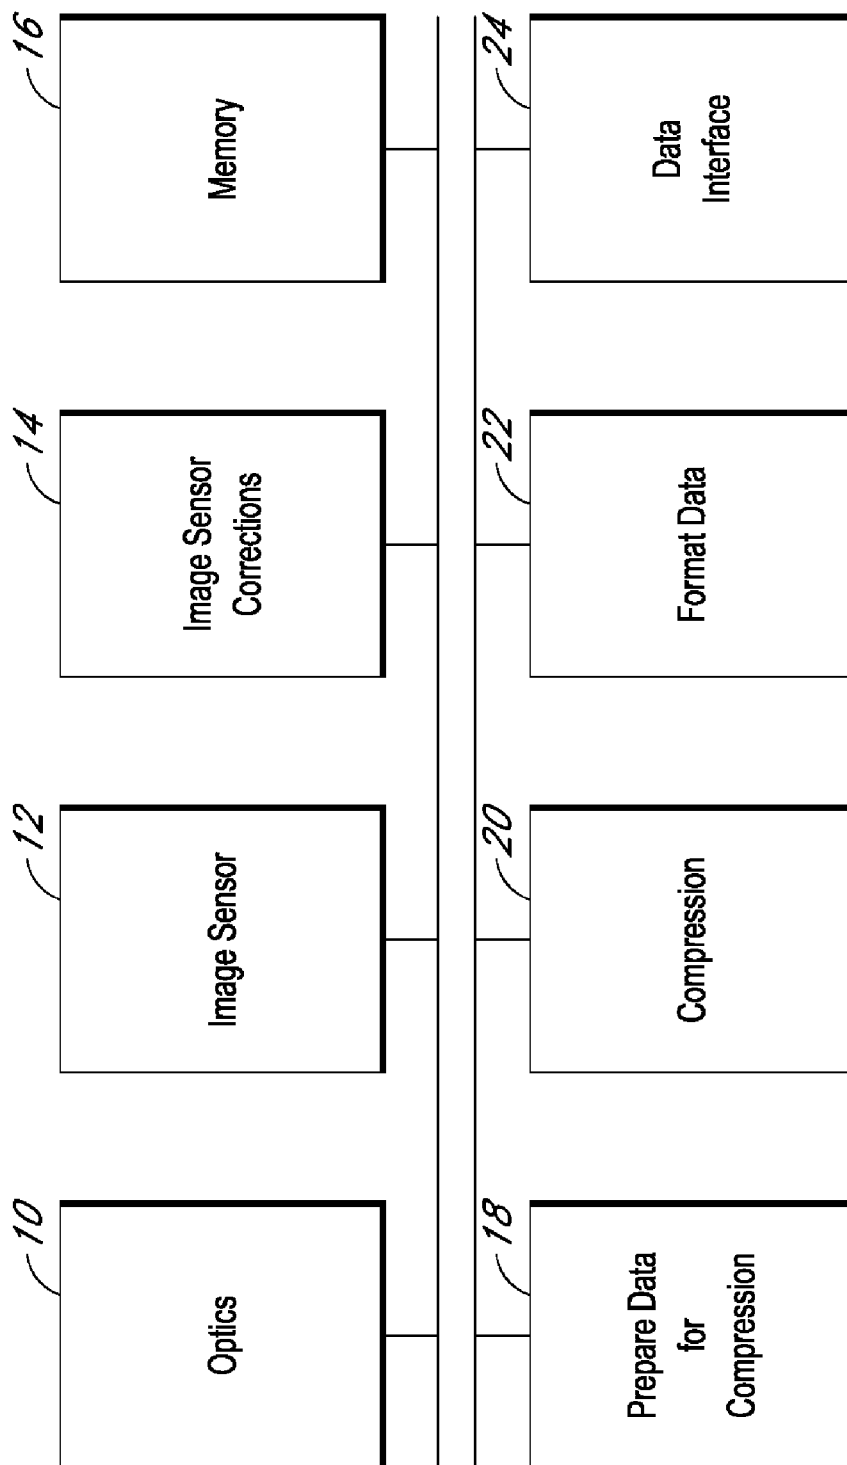 10
Optics
12
Image Sensor
14
Image Sensor
Corrections
16
Memory
18
Prepare Data
for
Compression
20
Compression
22
Format Data
24
Data
Interface